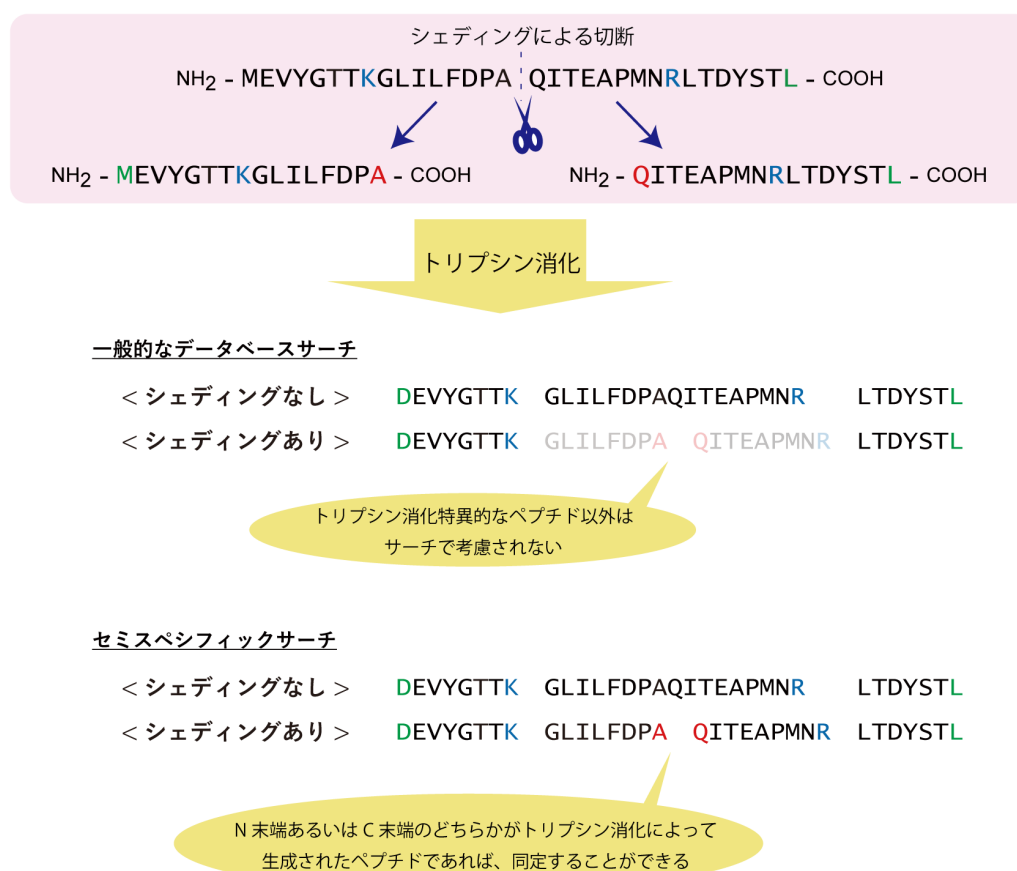 シェディングによる切断
NH2 - MEVYGTTKGLILFDPA QITEAPMNRLTDYSTL - COOH
NH2 - MEVYGTTKGLILFDPA - COOH NH2 - QITEAPMNRLTDYSTL - COOH
トリプシン消化
一般的なデータベースサーチ
< シェディングなし > DEVYGTTK GLILFDPAQITEAPMNR LTDYSTL
< シェディングあり > DEVYGTTK GLILFDPA QITEAPMNR LTDYSTL
トリプシン消化特異的なペプチド以外は
サーチで考慮されない
セミスペシフィックサーチ
< シェディングなし > DEVYGTTK GLILFDPAQITEAPMNR LTDYSTL
< シェディングあり > DEVYGTTK GLILFDPA QITEAPMNR LTDYSTL
N 末端あるいは C 末端のどちらかがトリプシン消化によって
生成されたペプチドであれば、同定することができる